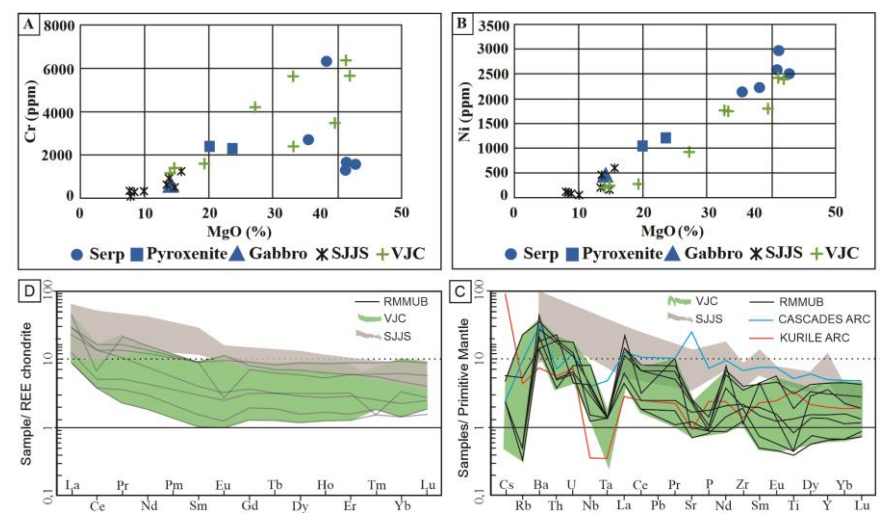 A
8000
6000
4000
2000
0
Cr (ppm)
0 10 20 30 40 50
MgO (%)
Serp Pyroxenite Gabbro SJJS VJC
B
3500
3000
2500
2000
1500
1000
500
0
Ni (ppm)
0 10 20 30 40 50
MgO (%)
Serp Pyroxenite Gabbro SJJS VJC
D
100
10
1
0,1
Sample/ REE chondrite
RMMUB
VJC
SJJS
La Pr Pm Eu Tb Ho Tm Lu
Ce Nd Sm Gd Dy Er Yb
C
100
10.0
1.0
0,1
Samples/ Primitive Mantle
VJC
SJJS
RMMUB
CASCADES ARC
KURILE ARC
Cs Ba U Ta Ce Pr P Zr Eu Dy Yb
Rb Th Nb La Pb Sr Nd Sm Ti Y Lu